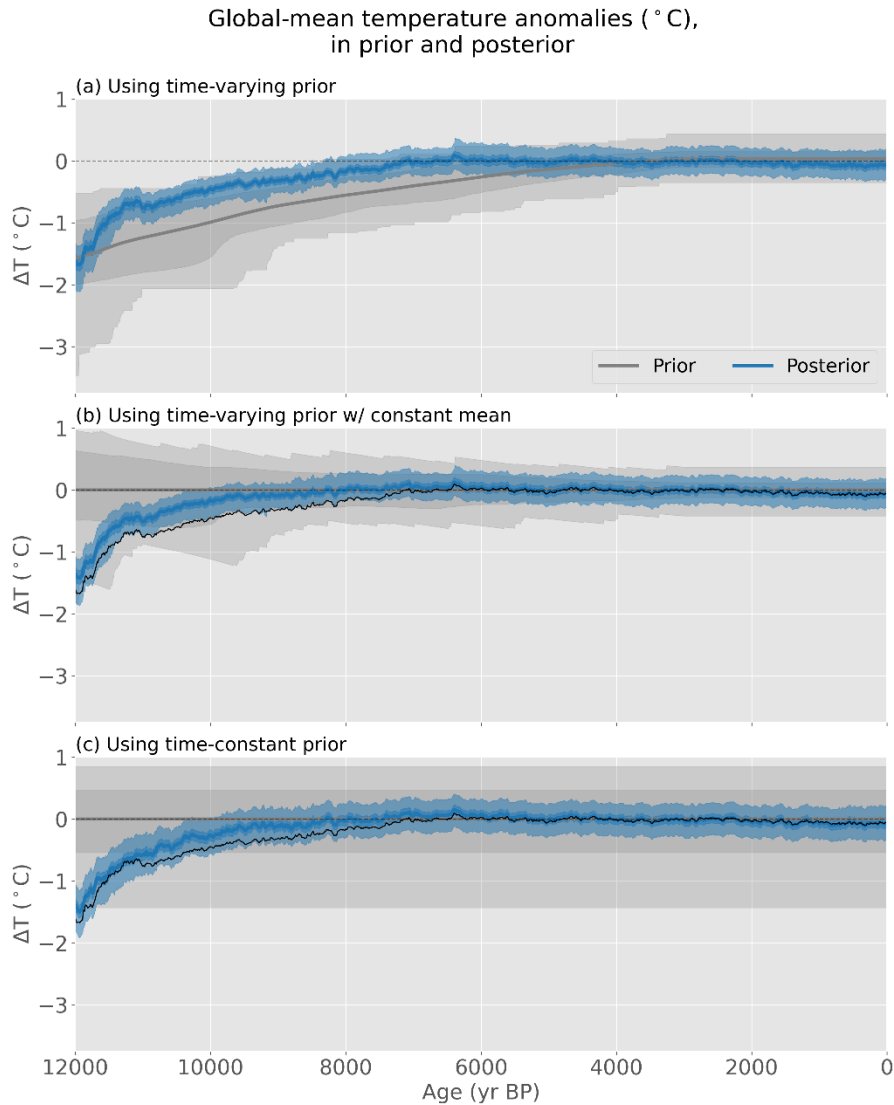 Global-mean temperature anomalies (°C),
in prior and posterior
(a) Using time-varying prior
1
0
−1
−2
−3
ΔT (°C)
Prior Posterior
(b) Using time-varying prior w/ constant mean
1
0
−1
−2
−3
ΔT (°C)
(c) Using time-constant prior
1
0
−1
−2
−3
ΔT (°C)
12000 10000 8000 6000 4000 2000 0
Age (yr BP)